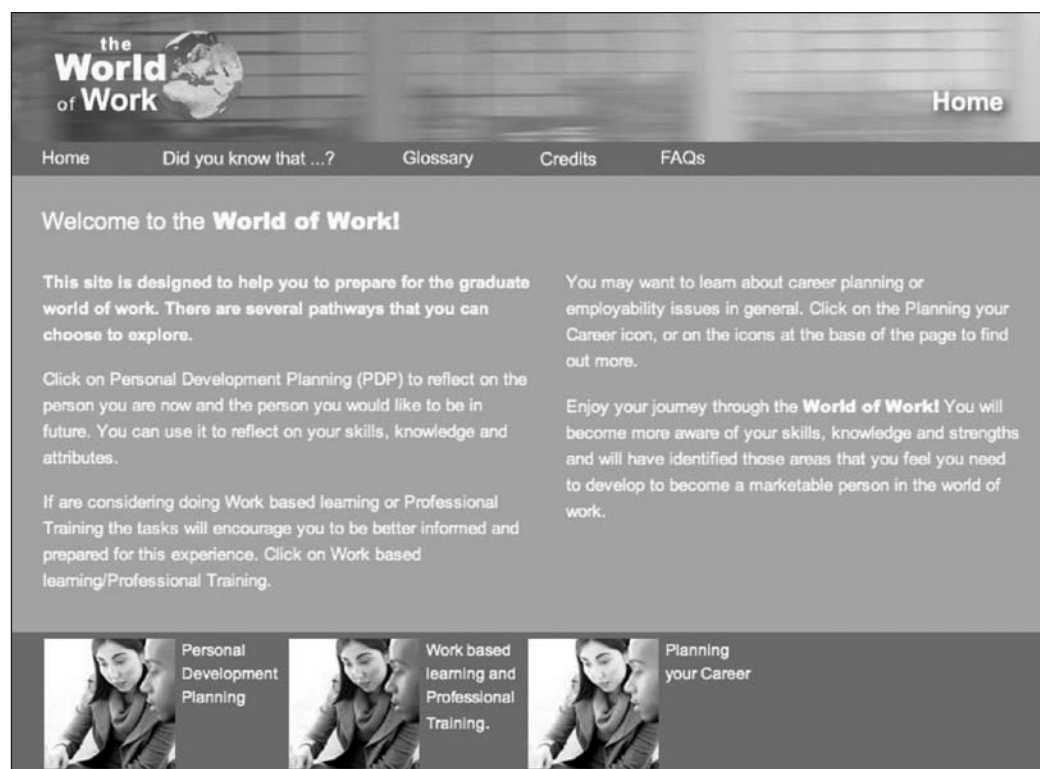 the
World
of Work
Home
Home Did you know that ...? Glossary Credits FAQs
Welcome to the World of Work!
This site is designed to help you to prepare for the graduate
world of work. There are several pathways that you can
choose to explore.
Click on Personal Development Planning (PDP) to reflect on the
person you are now and the person you would like to be in
future. You can use it to reflect on your skills, knowledge and
attributes.
If are considering doing Work based learning or Professional
Training the tasks will encourage you to be better informed and
prepared for this experience. Click on Work based
learning/Professional Training.
You may want to learn about career planning or
employability issues in general. Click on the Planning your
Career icon, or on the icons at the base of the page to find
out more.
Enjoy your journey through the World of Work! You will
become more aware of your skills, knowledge and strengths
and will have identified those areas that you feel you need
to develop to become a marketable person in the world of
work.
Personal
Development
Planning
Work based
learning and
Professional
Training.
Planning
your Career